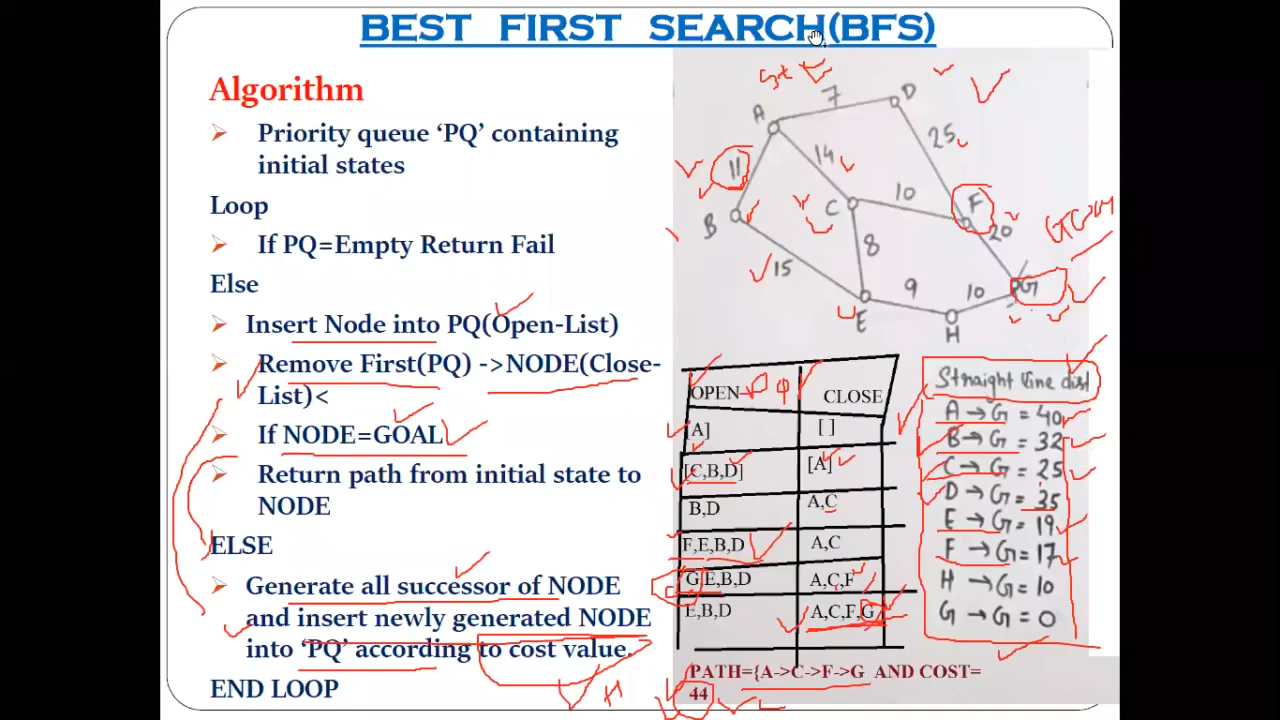 BEST FIRST SEARCH(BFS)
Algorithm
Priority queue ‘PQ’ containing
initial states
Loop
If PQ=Empty Return Fail
Else
Insert Node into PQ(Open-List)
Remove First(PQ) ->NODE(Close-
List)<
If NODE=GOAL
Return path from initial state to
NODE
ELSE
Generate all successor of NODE
and insert newly generated NODE
into ‘PQ’ according to cost value.
END LOOP
H
St
A
7
D
11
14
25
B
C
10
F
20
15
8
E
9
10
G
H
OPEN
CLOSE
[A]
[ ]
[C,B,D]
[A]
B,D
A,C
F,E,B,D
A,C
G,E,B,D
A,C,F
E,B,D
A,C,F,G
PATH={A->C->F->G AND COST=
44
Straight line dist
A → G = 40
B → G = 32
C → G = 25
D → G = 35
E → G = 19
F → G = 17
H → G = 10
G → G = 0